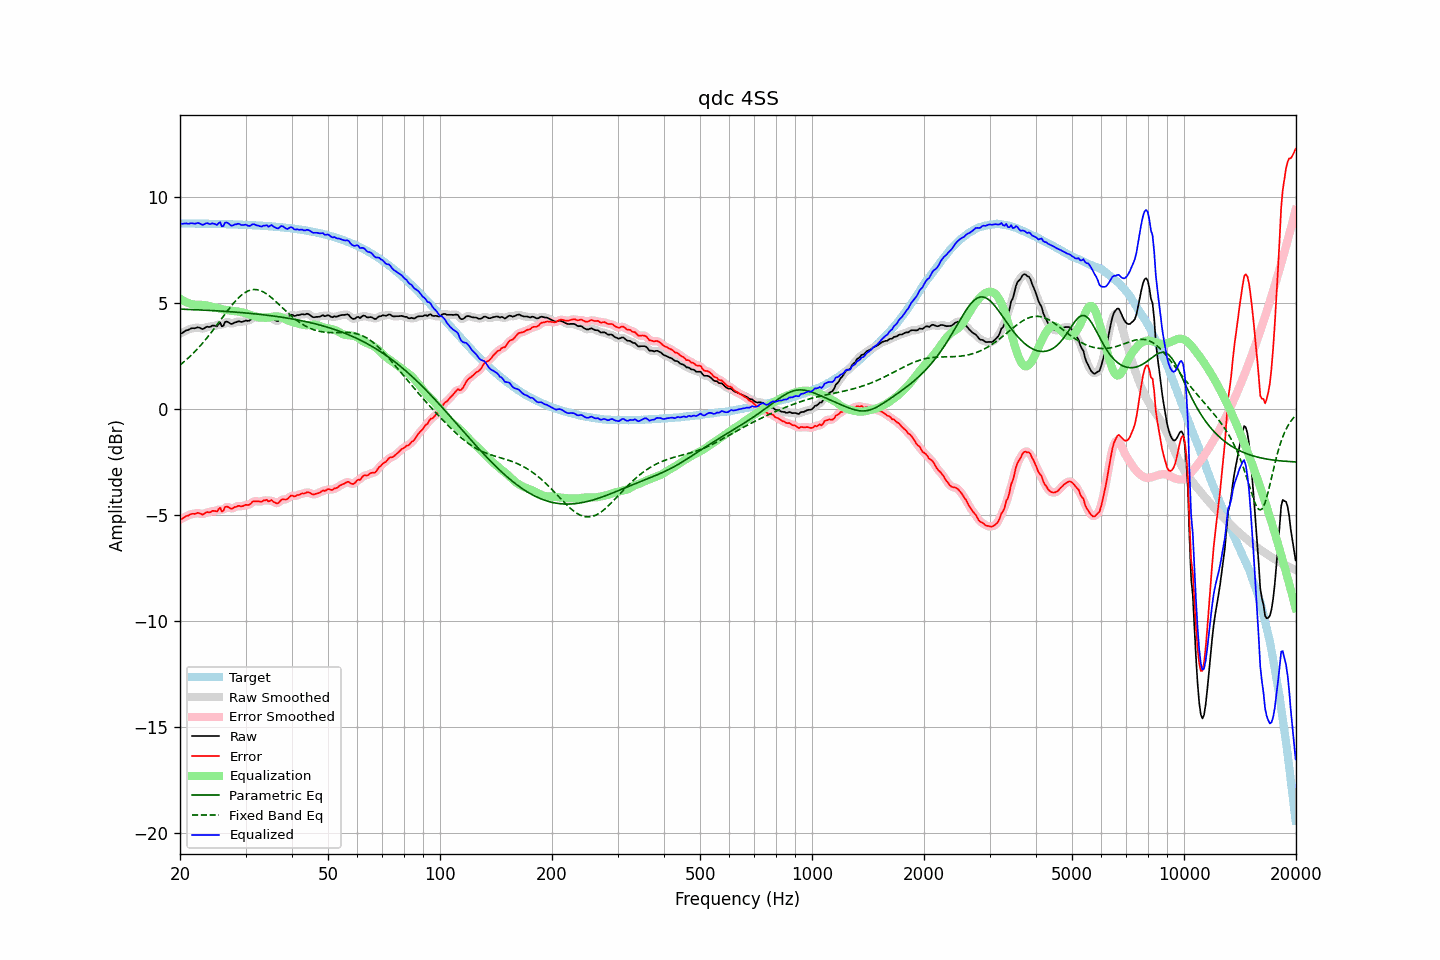 qdc 4SS
Amplitude (dBr)
10
5
0
−5
−10
−15
−20
Target
Raw Smoothed
Error Smoothed
Raw
Error
Equalization
Parametric Eq
Fixed Band Eq
Equalized
20 50 100 200 500 1000 2000 5000 10000 20000
Frequency (Hz)